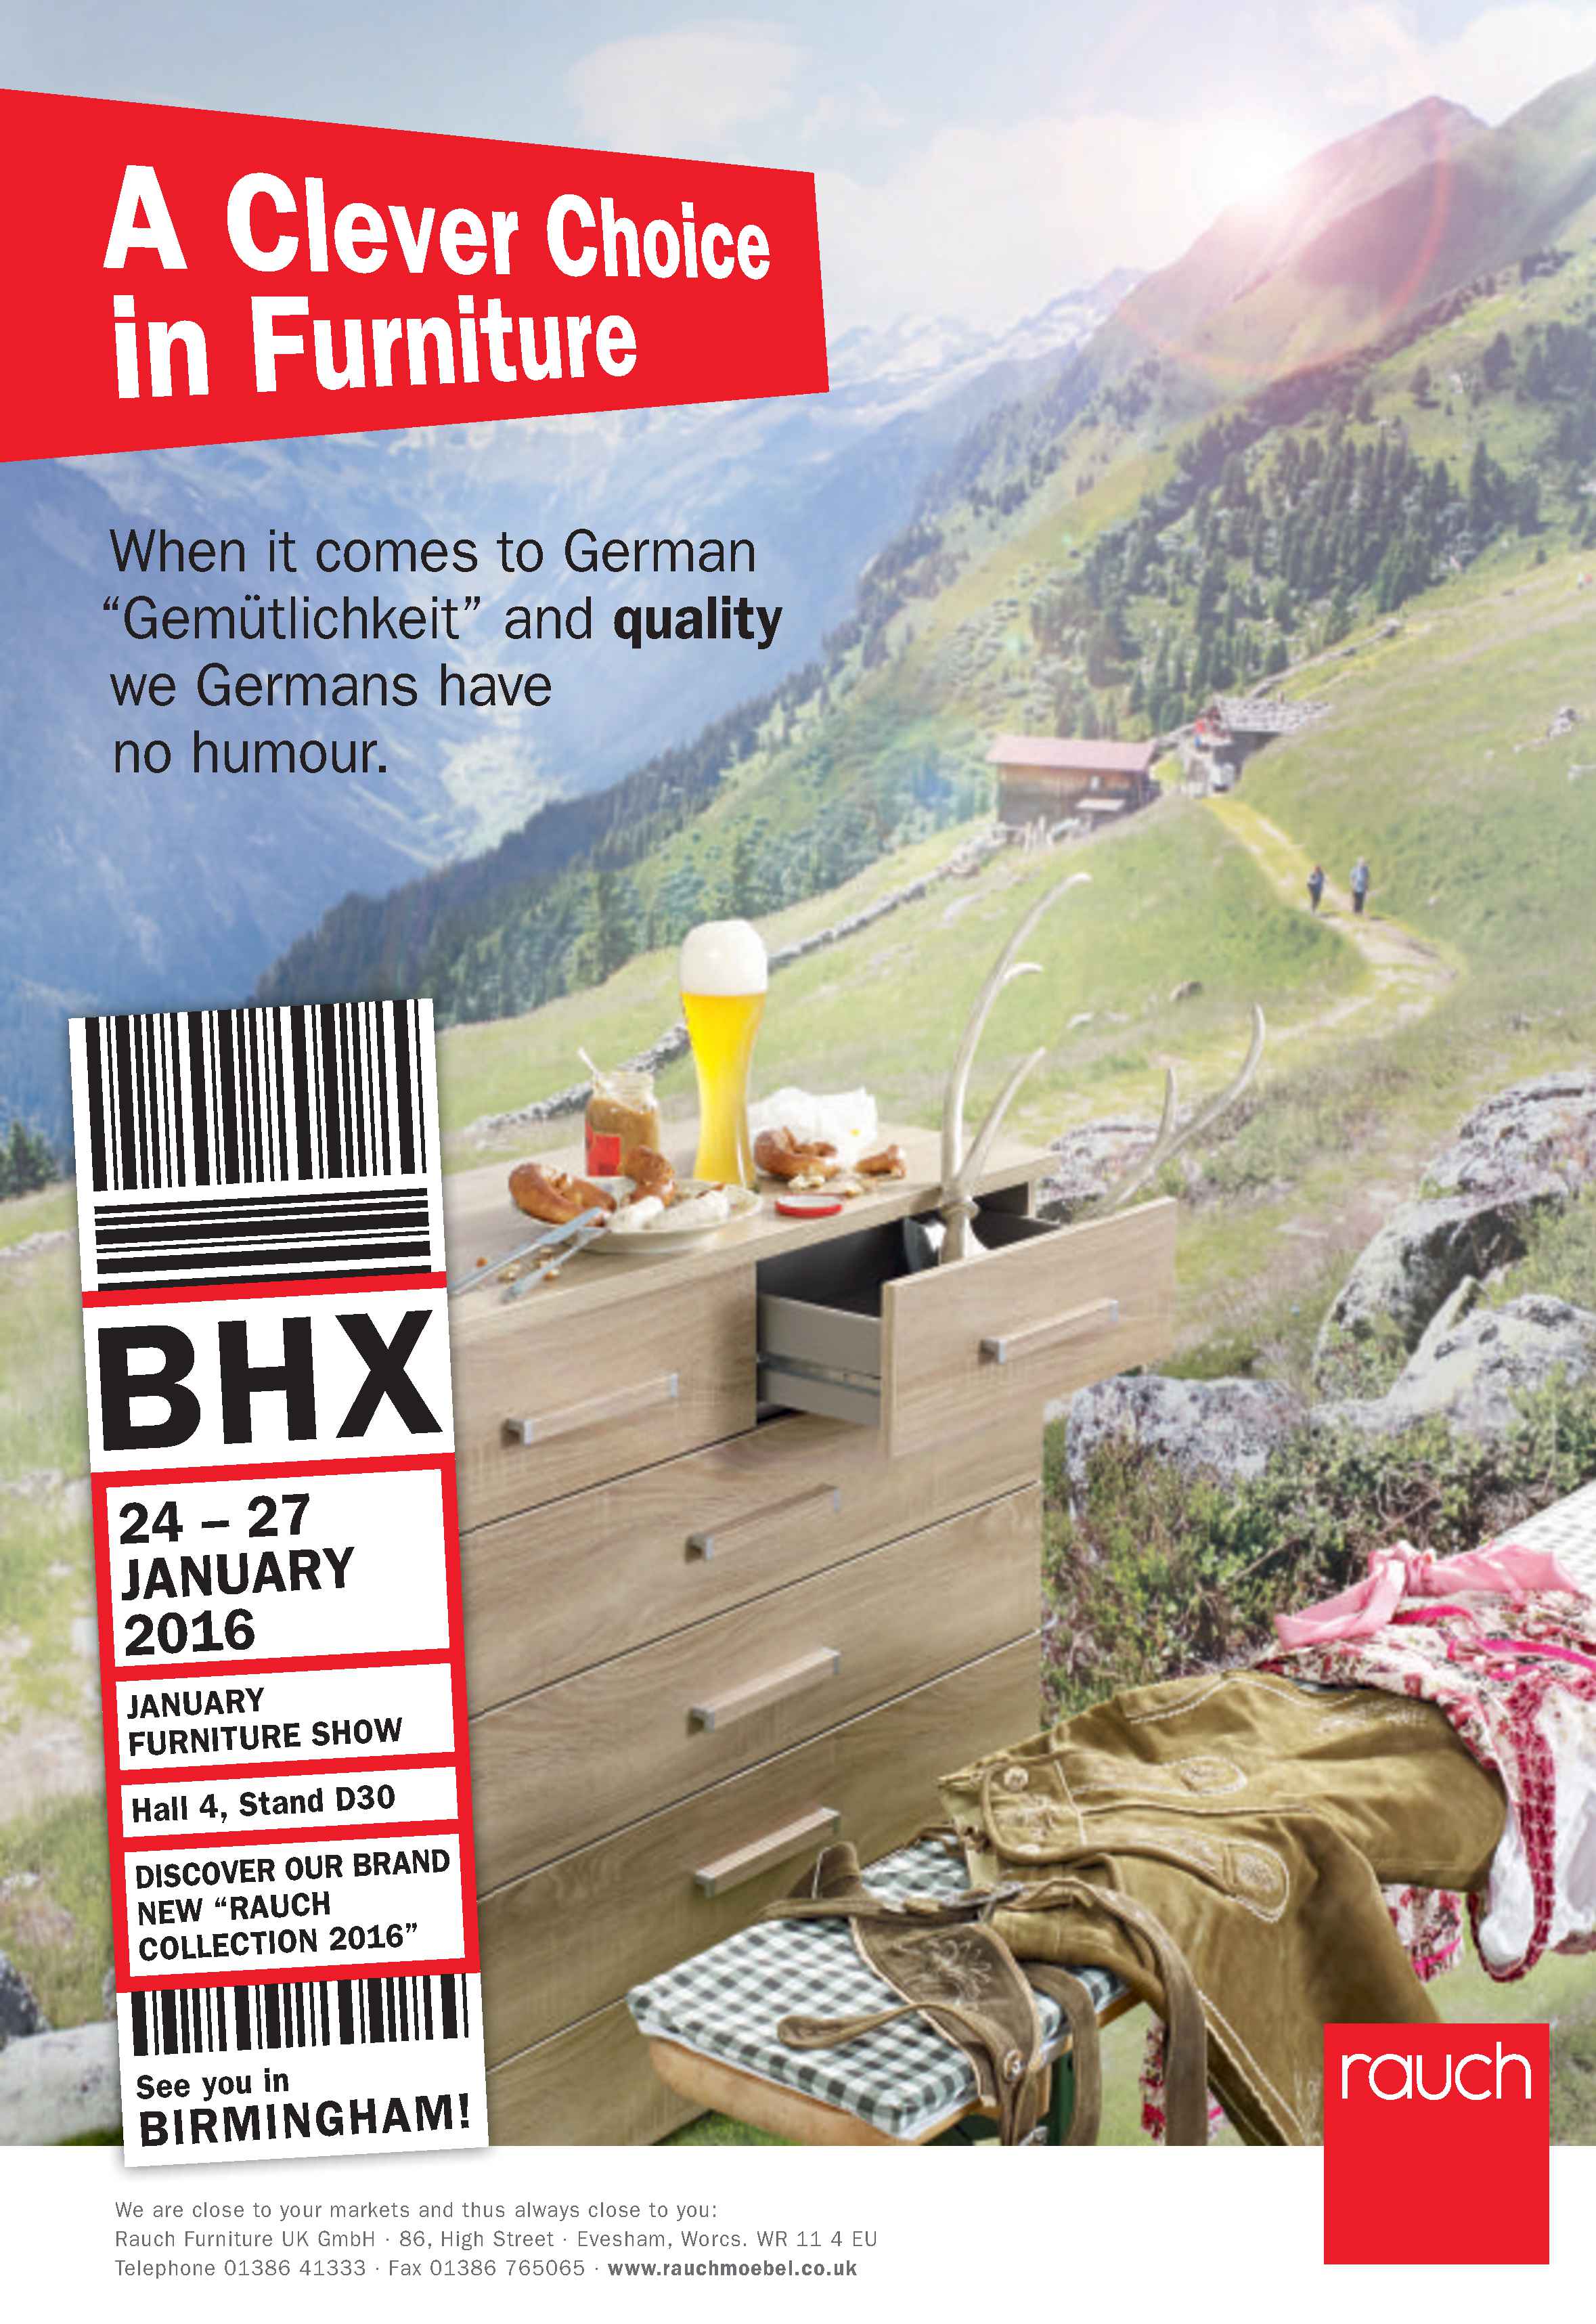 A Clever Choice
in Furniture
When it comes to German
“Gemütlichkeit” and quality
we Germans have
no humour.
BHX
24 – 27
JANUARY
2016
JANUARY
FURNITURE SHOW
Hall 4, Stand D30
DISCOVER OUR BRAND
NEW “RAUCH
COLLECTION 2016”
See you in
BIRMINGHAM!
rauch
We are close to your markets and thus always close to you:
Rauch Furniture UK GmbH · 86, High Street · Evesham, Worcs. WR 11 4 EU
Telephone 01386 41333 · Fax 01386 765065 · www.rauchmoebel.co.uk